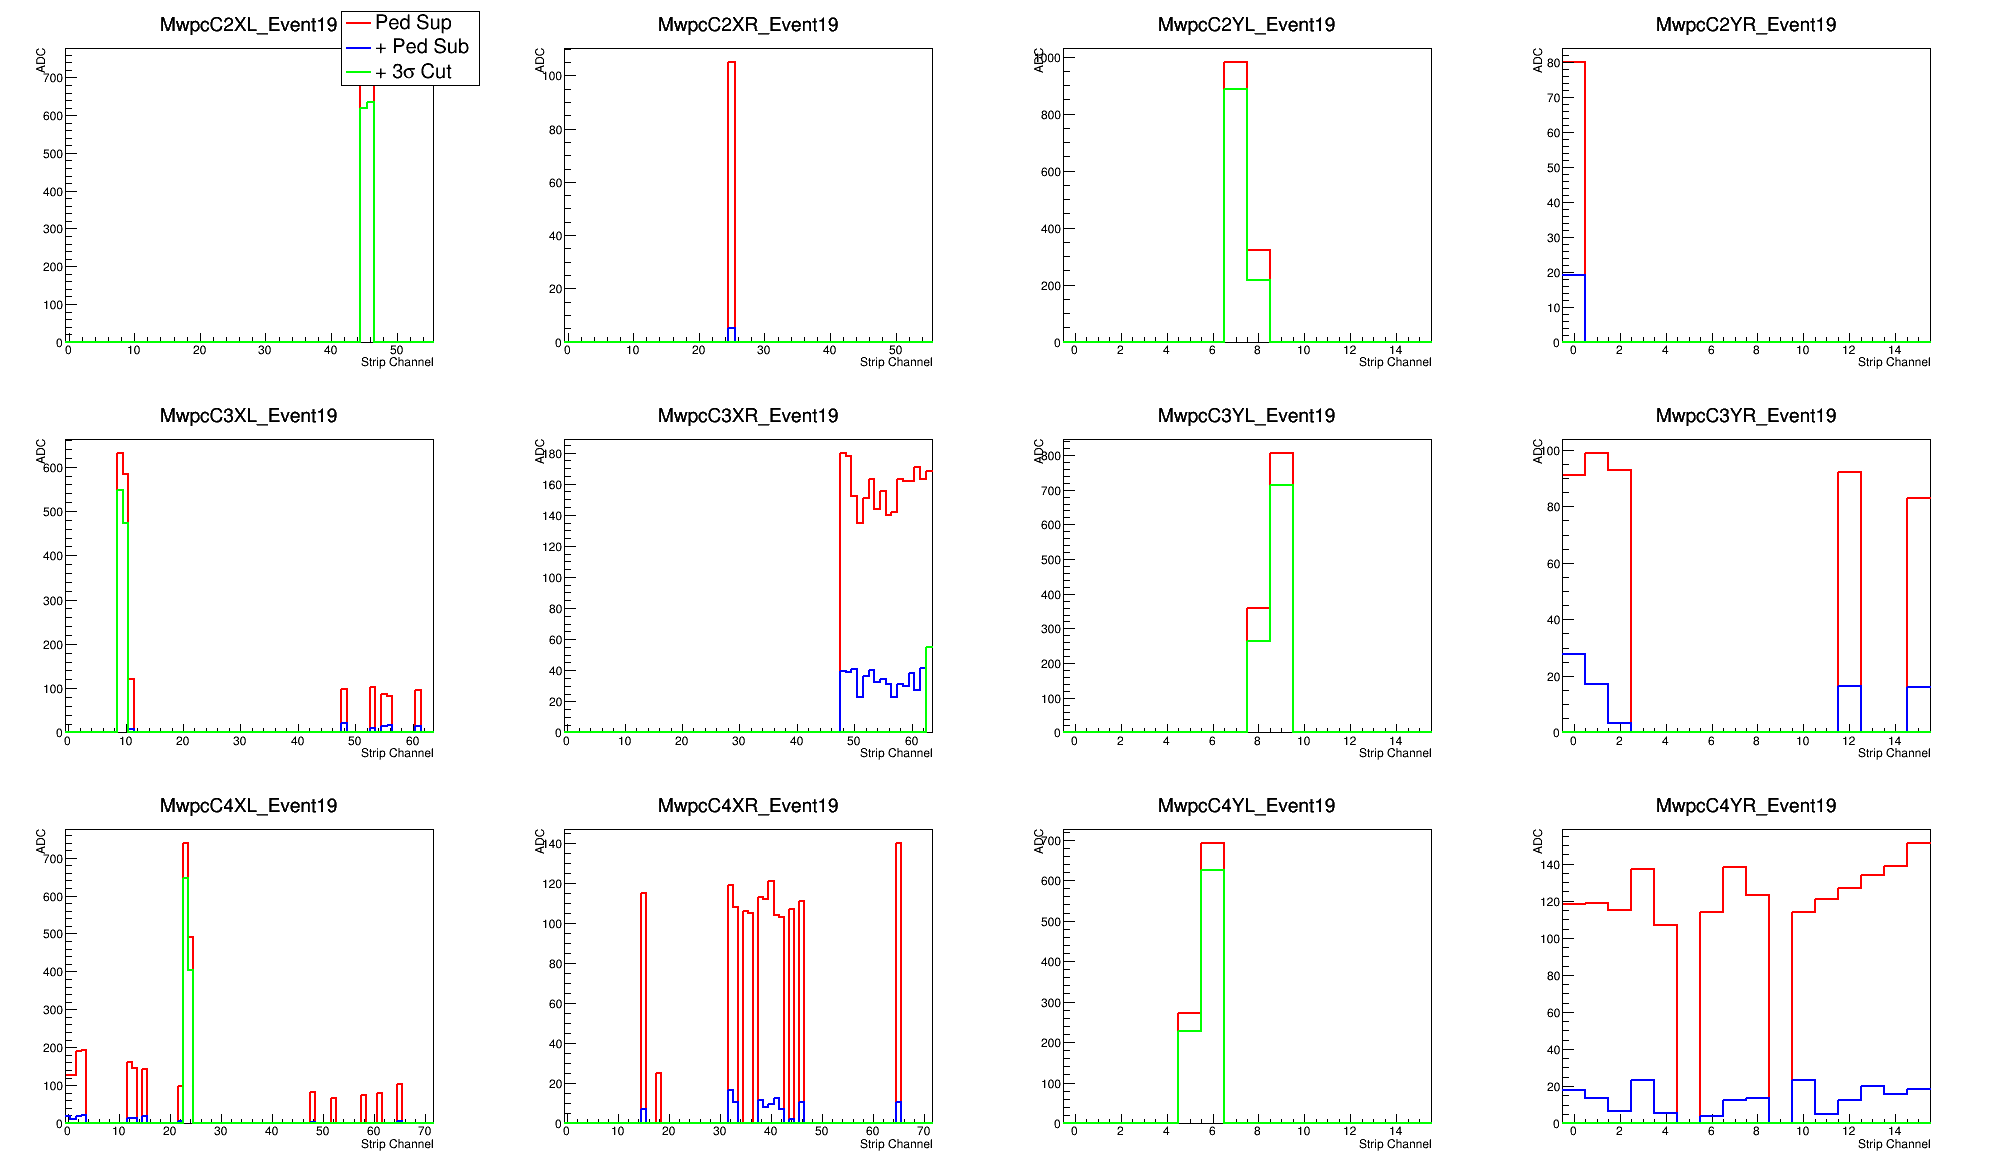 MwpcC2XL_Event19
Ped Sup
+ Ped Sub
+ 3σ Cut
ADC
700
600
500
400
300
200
100
0
0 10 20 30 40 50
Strip Channel
MwpcC2XR_Event19
ADC
100
80
60
40
20
0
0 10 20 30 40 50
Strip Channel
MwpcC2YL_Event19
ADC
1000
800
600
400
200
0
0 2 4 6 8 10 12 14
Strip Channel
MwpcC2YR_Event19
ADC
80
70
60
50
40
30
20
10
0
0 2 4 6 8 10 12 14
Strip Channel
MwpcC3XL_Event19
ADC
600
500
400
300
200
100
0
0 10 20 30 40 50 60
Strip Channel
MwpcC3XR_Event19
ADC
180
160
140
120
100
80
60
40
20
0
0 10 20 30 40 50 60
Strip Channel
MwpcC3YL_Event19
ADC
800
700
600
500
400
300
200
100
0
0 2 4 6 8 10 12 14
Strip Channel
MwpcC3YR_Event19
ADC
100
80
60
40
20
0
0 2 4 6 8 10 12 14
Strip Channel
MwpcC4XL_Event19
ADC
700
600
500
400
300
200
100
0
0 10 20 30 40 50 60 70
Strip Channel
MwpcC4XR_Event19
ADC
140
120
100
80
60
40
20
0
0 10 20 30 40 50 60 70
Strip Channel
MwpcC4YL_Event19
ADC
700
600
500
400
300
200
100
0
0 2 4 6 8 10 12 14
Strip Channel
MwpcC4YR_Event19
ADC
140
120
100
80
60
40
20
0
0 2 4 6 8 10 12 14
Strip Channel